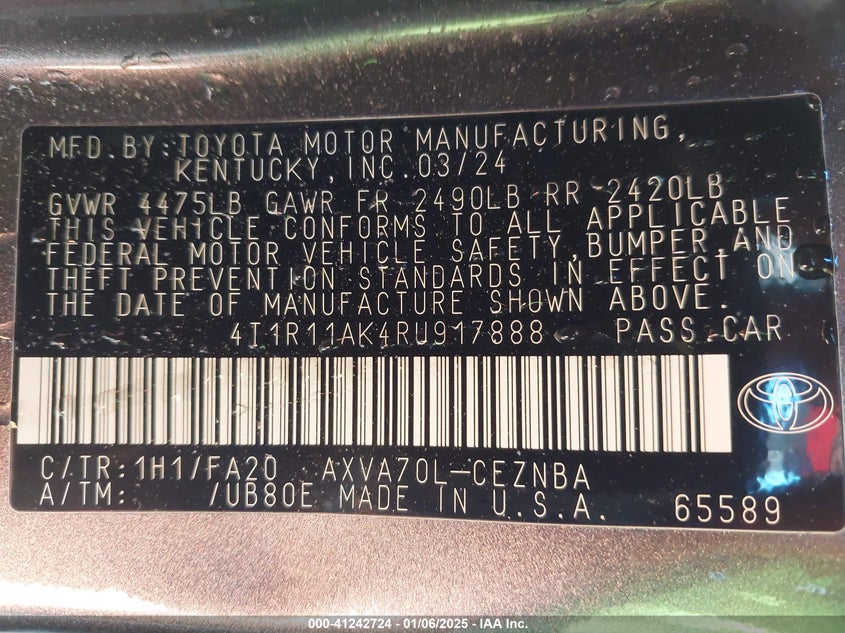 MFD.BY:TOYOTA MOTOR MANUFACTURING,
KENTUCKY,INC.03/24
GVWR 4475LB GAWR FR 2490LB RR 2420LB
THIS VEHICLE CONFORMS TO ALL APPLICABLE
FEDERAL MOTOR VEHICLE SAFETY,BUMPER,AND
THEFT PREVENTION STANDARDS IN EFFECT ON
THE DATE OF MANUFACTURE SHOWN ABOVE.
4T1R11AK4RU917888 PASS.CAR
C/TR:1H1/FA20 AXVA70L-CEZNBA
A/TM: /UB80E MADE IN U.S.A. 65589
000-41242724 - 01/06/2025 - IAA Inc.